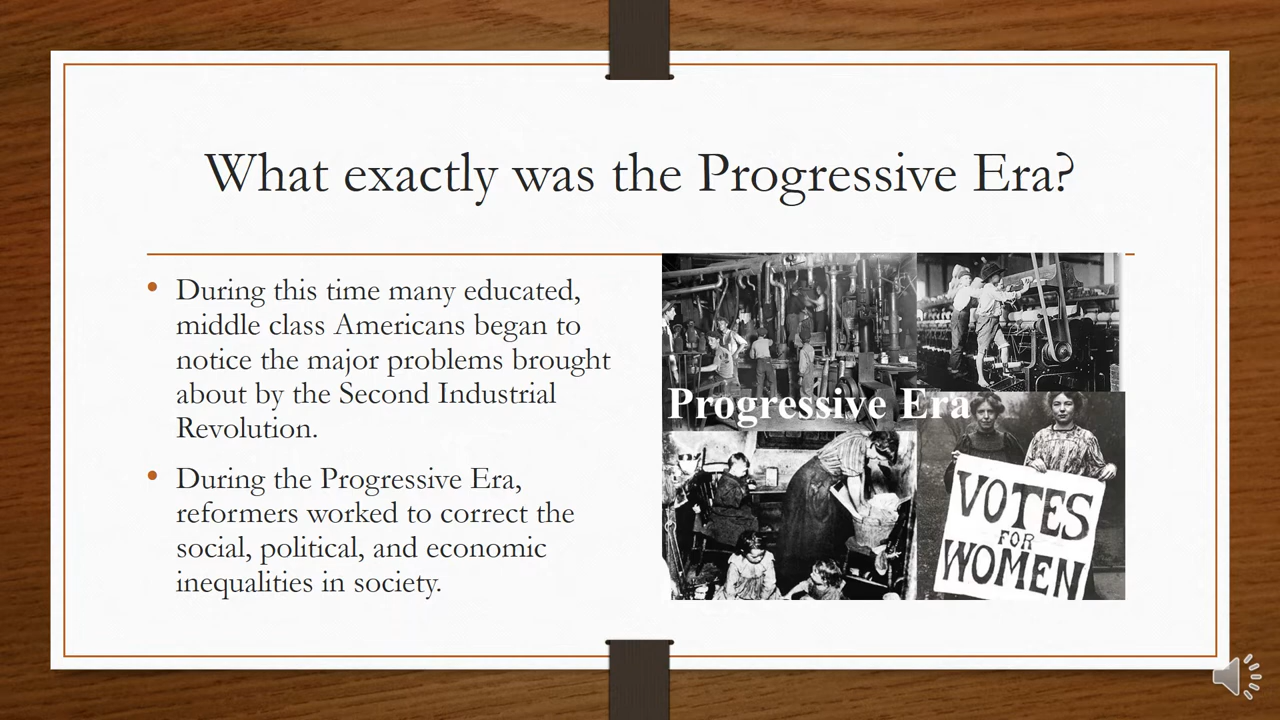 What exactly was the Progressive Era?
• During this time many educated,
middle class Americans began to
notice the major problems brought
about by the Second Industrial
Revolution.
• During the Progressive Era,
reformers worked to correct the
social, political, and economic
inequalities in society.
Progressive Era
VOTES
FOR
WOMEN